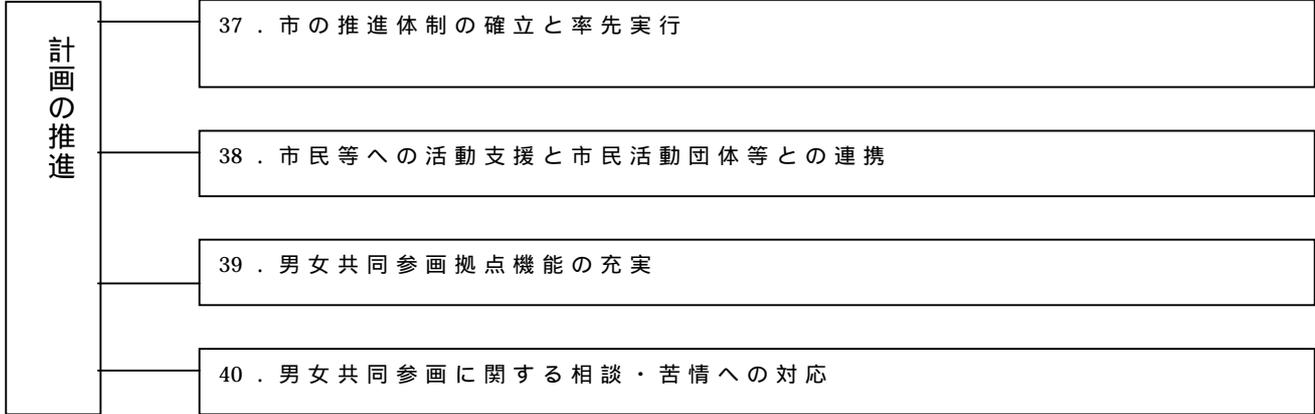 計画の推進
37．市の推進体制の確立と率先実行
38．市民等への活動支援と市民活動団体等との連携
39．男女共同参画拠点機能の充実
40．男女共同参画に関する相談・苦情への対応